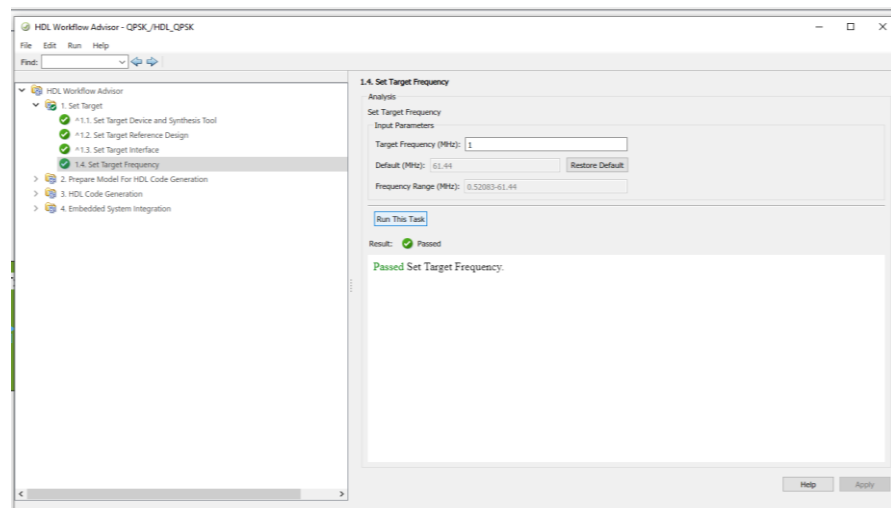 HDL Workflow Advisor - QPSK_/HDL_QPSK
File Edit Run Help
Find:
HDL Workflow Advisor
1. Set Target
^1.1. Set Target Device and Synthesis Tool
^1.2. Set Target Reference Design
^1.3. Set Target Interface
1.4. Set Target Frequency
2. Prepare Model For HDL Code Generation
3. HDL Code Generation
4. Embedded System Integration
1.4. Set Target Frequency
Analysis
Set Target Frequency
Input Parameters
Target Frequency (MHz): 1
Default (MHz): 61.44 Restore Default
Frequency Range (MHz): 0.52083-61.44
Run This Task
Result: Passed
Passed Set Target Frequency.
Help Apply